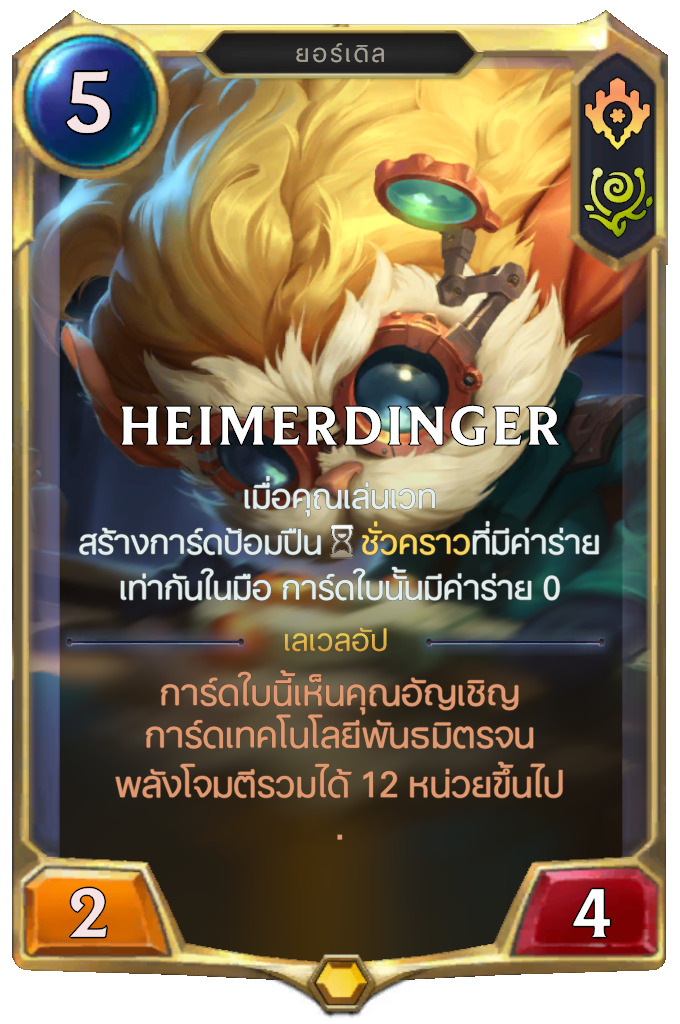 5
ยอร์เดิล
HEIMERDINGER
เมื่อคุณเล่นเวท
สร้างการ์ดป้อมปืน ชั่วคราวที่มีค่าร่าย
เท่ากันในมือ การ์ดใบนั้นมีค่าร่าย 0
เลเวลอัป
การ์ดใบนี้เห็นคุณอัญเชิญ
การ์ดเทคโนโลยีพันธมิตรจน
พลังโจมตีรวมได้ 12 หน่วยขึ้นไป
.
2
4